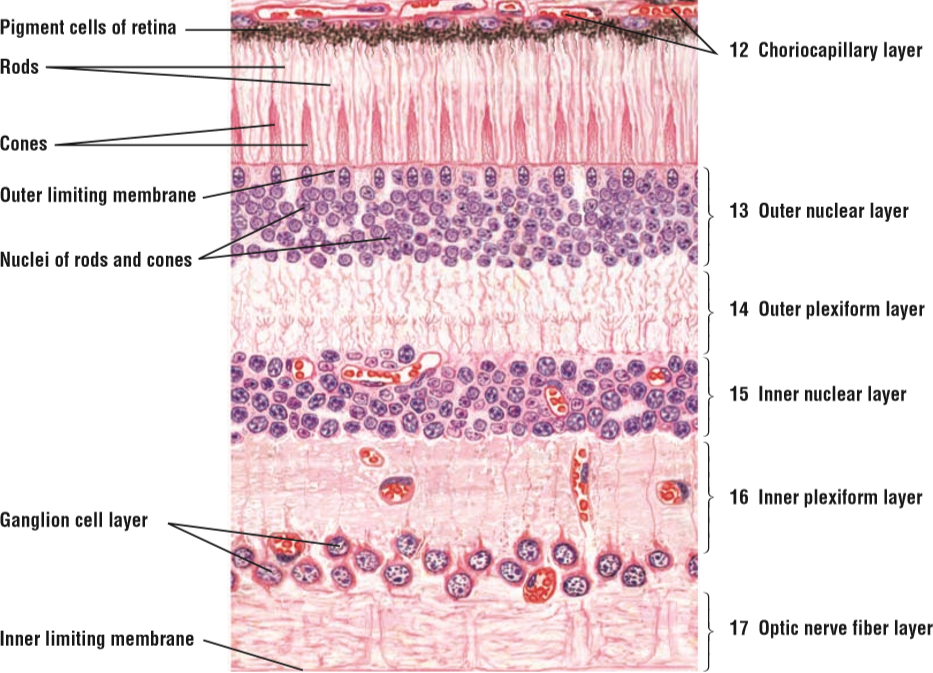 Pigment cells of retina
Rods
Cones
Outer limiting membrane
Nuclei of rods and cones
Ganglion cell layer
Inner limiting membrane
12 Choriocapillary layer
13 Outer nuclear layer
14 Outer plexiform layer
15 Inner nuclear layer
16 Inner plexiform layer
17 Optic nerve fiber layer